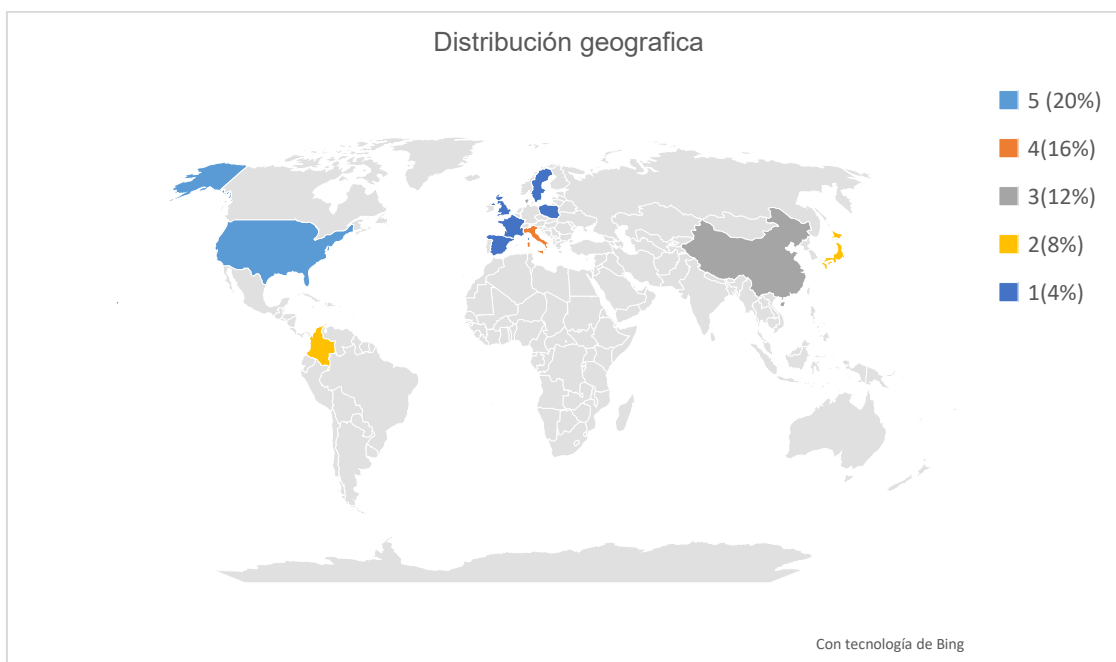 Distribución geografica
5 (20%)
4(16%)
3(12%)
2(8%)
1(4%)
Con tecnología de Bing